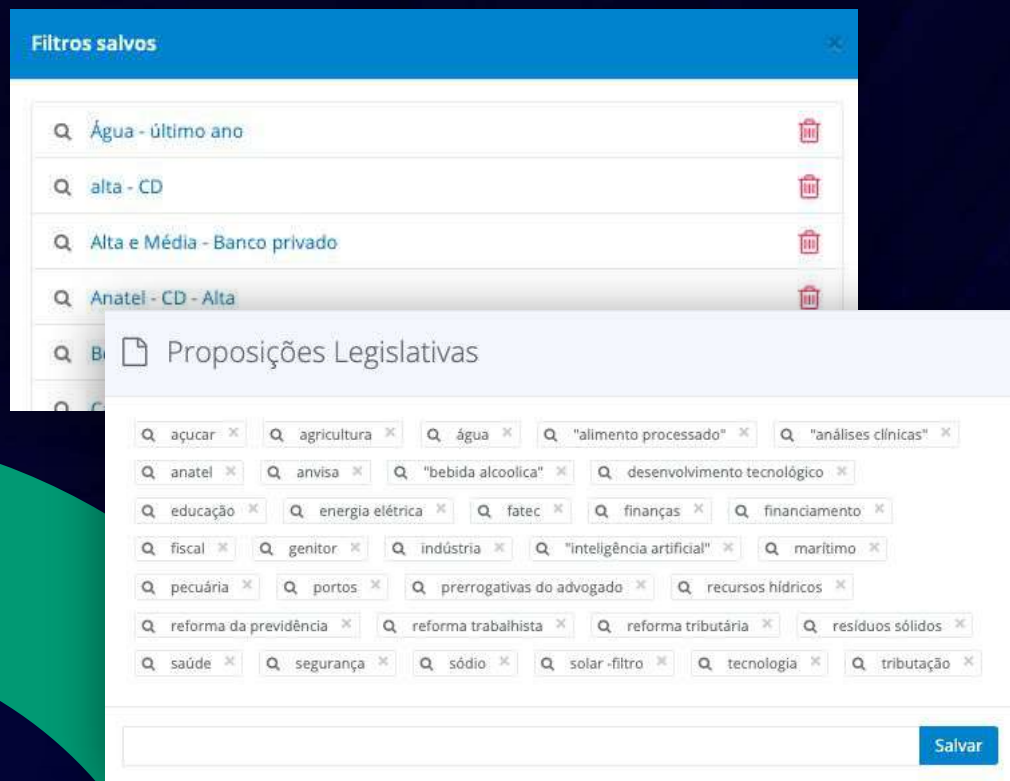 Filtros salvos ×
Água - último ano
alta - CD
Alta e Média - Banco privado
Anatel - CD - Alta
Proposições Legislativas
açucar × agricultura × água × "alimento processado" × "análises clínicas" ×
anatel × anvisa × "bebida alcoolica" × desenvolvimento tecnológico ×
educação × energia elétrica × fatec × finanças × financiamento ×
fiscal × genitor × indústria × "inteligência artificial" × marítimo ×
pecuária × portos × prerrogativas do advogado × recursos hídricos ×
reforma da previdência × reforma trabalhista × reforma tributária × resíduos sólidos ×
saúde × segurança × sódio × solar -filtro × tecnologia × tributação ×
Salvar